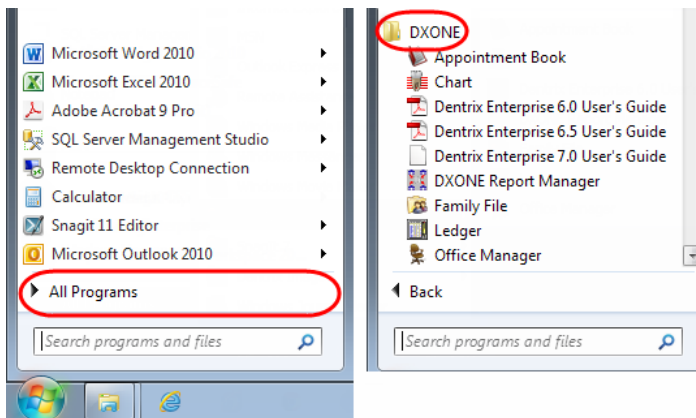 Microsoft Word 2010
Microsoft Excel 2010
Adobe Acrobat 9 Pro
SQL Server Management Studio
Remote Desktop Connection
Calculator
Snagit 11 Editor
Microsoft Outlook 2010
All Programs
Search programs and files
DXONE
Appointment Book
Chart
Dentrix Enterprise 6.0 User's Guide
Dentrix Enterprise 6.5 User's Guide
Dentrix Enterprise 7.0 User's Guide
DXONE Report Manager
Family File
Ledger
Office Manager
Back
Search programs and files